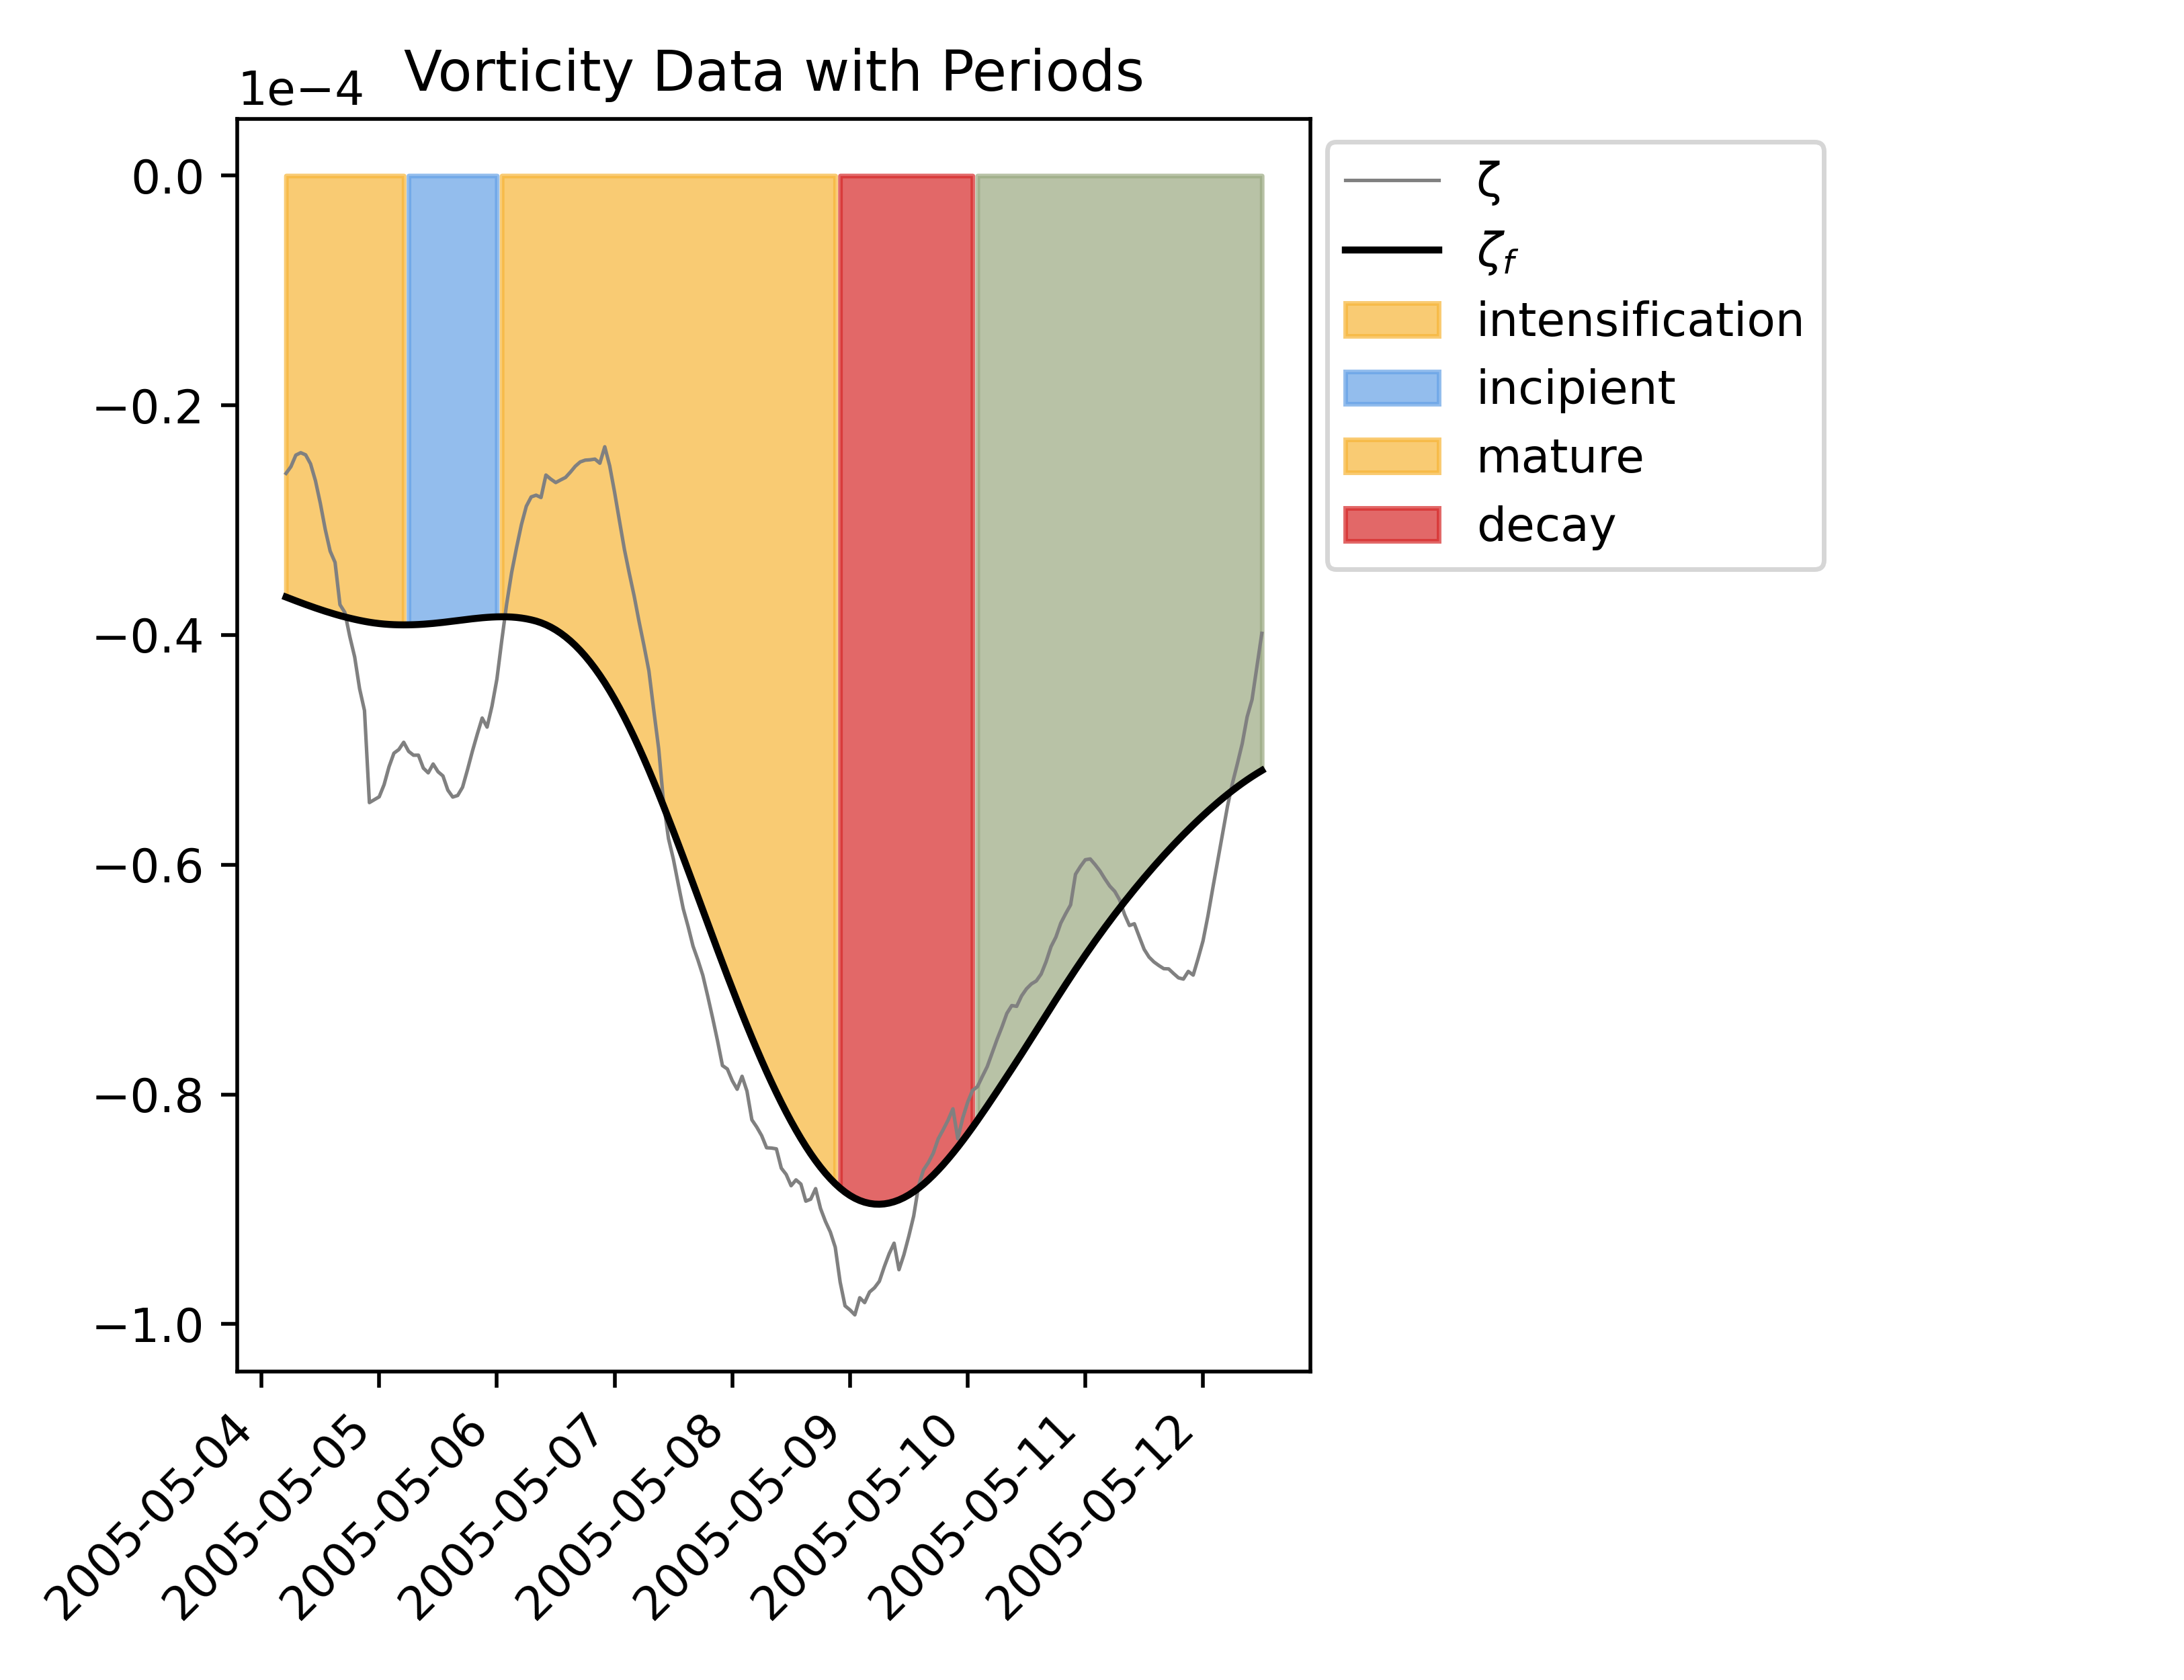 Vorticity Data with Periods
1e−4
0.0
−0.2
−0.4
−0.6
−0.8
−1.0
2005-05-04
2005-05-05
2005-05-06
2005-05-07
2005-05-08
2005-05-09
2005-05-10
2005-05-11
2005-05-12
ζ
ζf
intensification
incipient
mature
decay